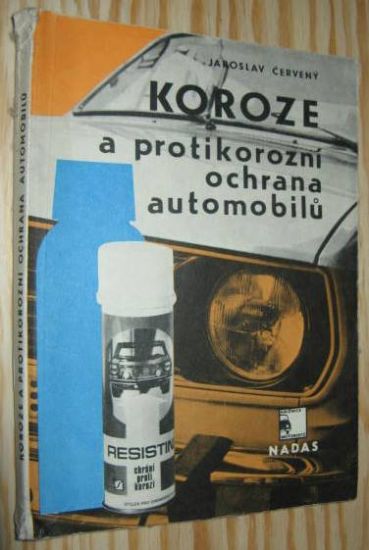 JAROSLAV ČERVENÝ
KOROZE
a protikorozní
ochrana
automobilů
RESISTIN
chrání
proti
korozi
NADAS
KOROZE A PROTIKOROZNÍ OCHRANA AUTOMOBILŮ